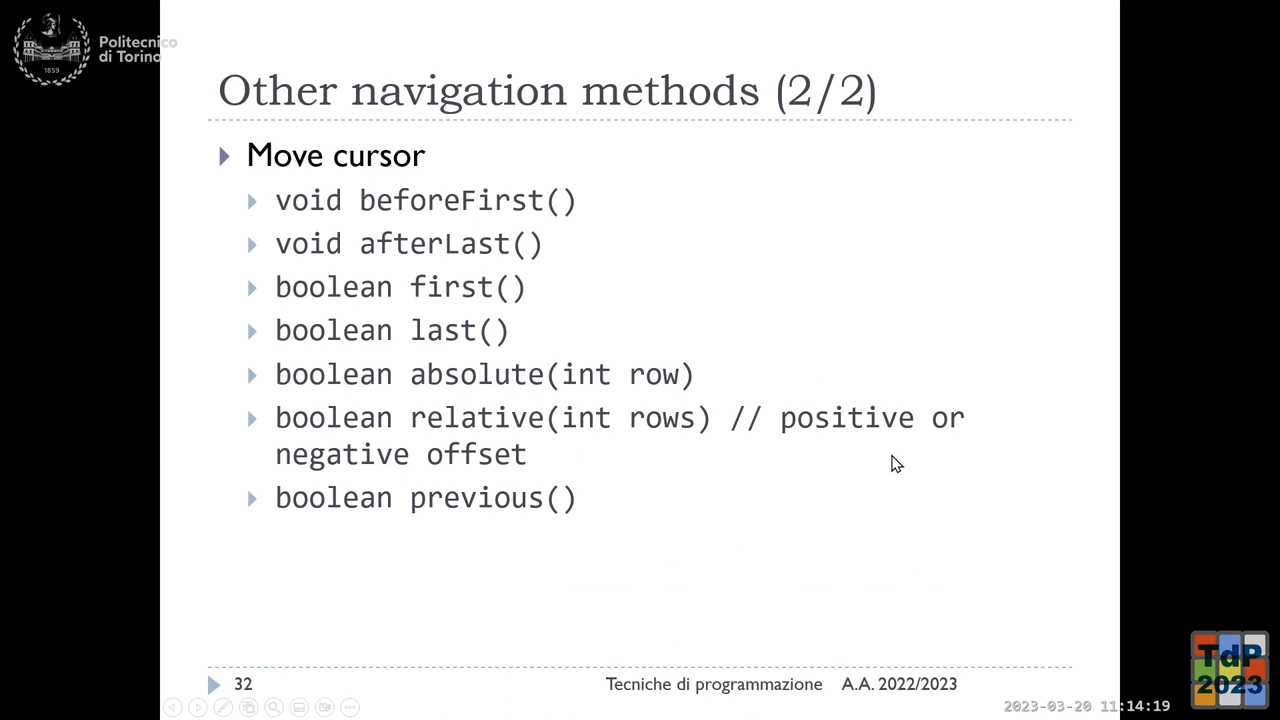 Politecnico
di Torino
1859
Other navigation methods (2/2)
Move cursor
void beforeFirst()
void afterLast()
boolean first()
boolean last()
boolean absolute(int row)
boolean relative(int rows) // positive or
negative offset
boolean previous()
32
Tecniche di programmazione A.A. 2022/2023
TdP
2023
2023-03-20 11:14:19